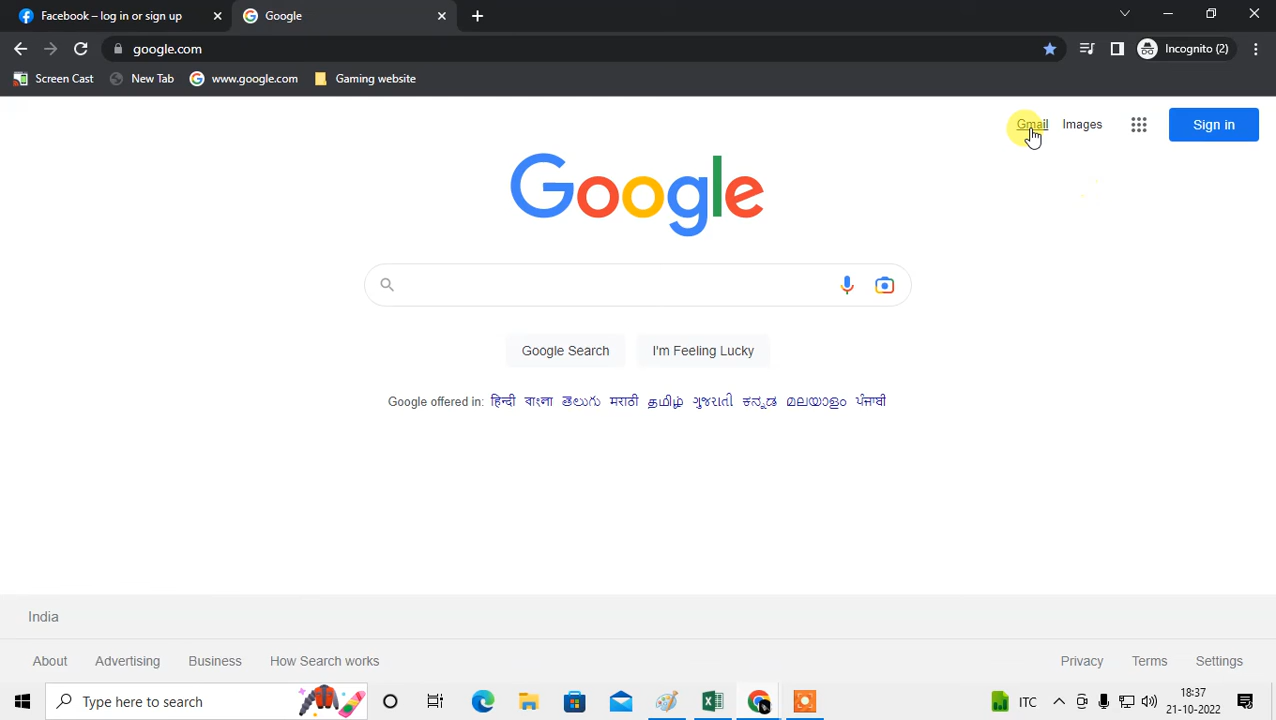 Facebook – log in or sign up
Google
google.com
Incognito (2)
Screen Cast
New Tab
www.google.com
Gaming website
Gmail
Images
Sign in
Google
Google Search
I'm Feeling Lucky
Google offered in: हिन्दी বাংলা తెలుగు मराठी தமிழ் ગુજરાતી ಕನ್ನಡ മലയാളം ਪੰਜਾਬੀ
India
About
Advertising
Business
How Search works
Privacy
Terms
Settings
Type here to search
ITC
18:37
21-10-2022